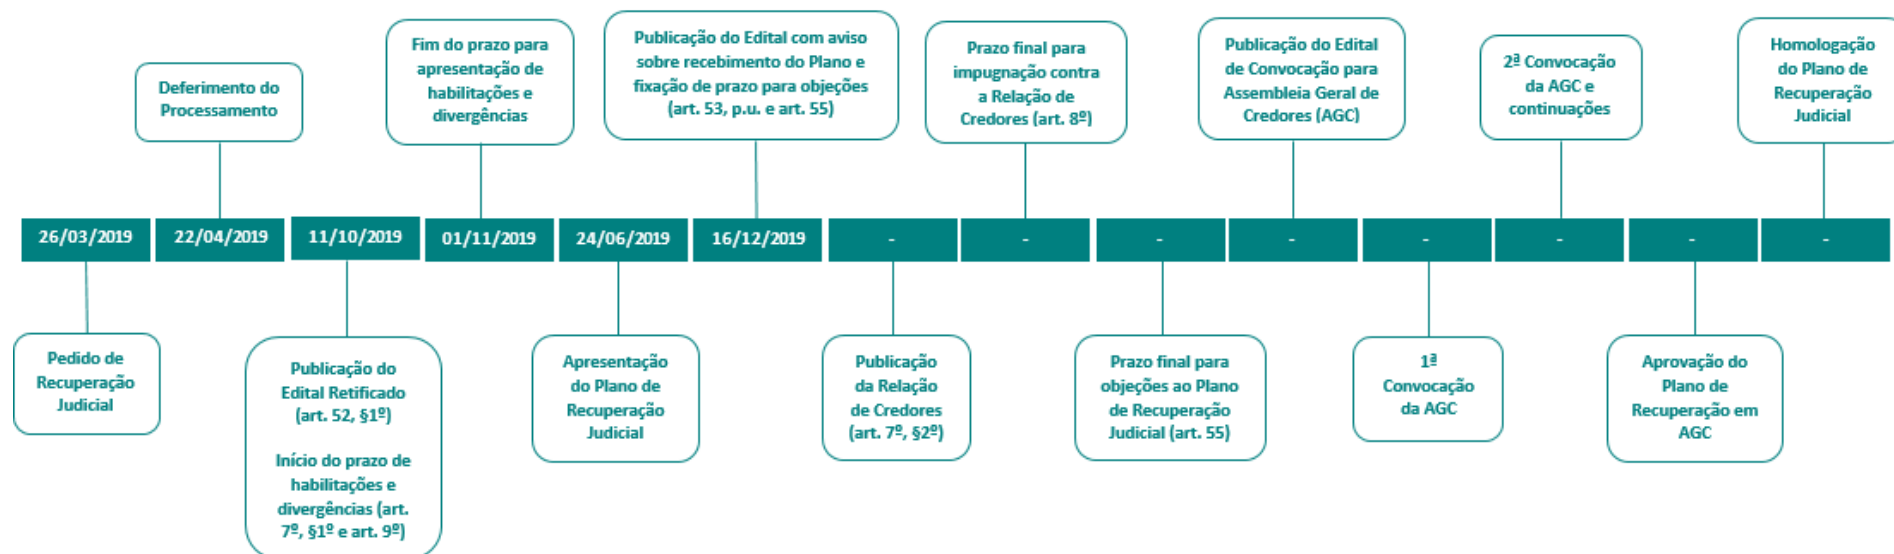 Deferimento do
Processamento
Fim do prazo para
apresentação de
habilitações e
divergências
Publicação do Edital com aviso
sobre recebimento do Plano e
fixação de prazo para objeções
(art. 53, p.u. e art. 55)
Prazo final para
impugnação contra
a Relação de
Credores (art. 8º)
Publicação do Edital
de Convocação para
Assembleia Geral de
Credores (AGC)
2ª Convocação
da AGC e
continuações
Homologação
do Plano de
Recuperação
Judicial
26/03/2019
22/04/2019
11/10/2019
01/11/2019
24/06/2019
16/12/2019
-
-
-
-
-
-
-
-
Pedido de
Recuperação
Judicial
Publicação do
Edital Retificado
(art. 52, §1º)
Início do prazo de
habilitações e
divergências (art.
7º, §1º e art. 9º)
Apresentação
do Plano de
Recuperação
Judicial
Publicação
da Relação
de Credores
(art. 7º, §2º)
Prazo final para
objeções ao Plano
de Recuperação
Judicial (art. 55)
1ª
Convocação
da AGC
Aprovação do
Plano de
Recuperação em
AGC